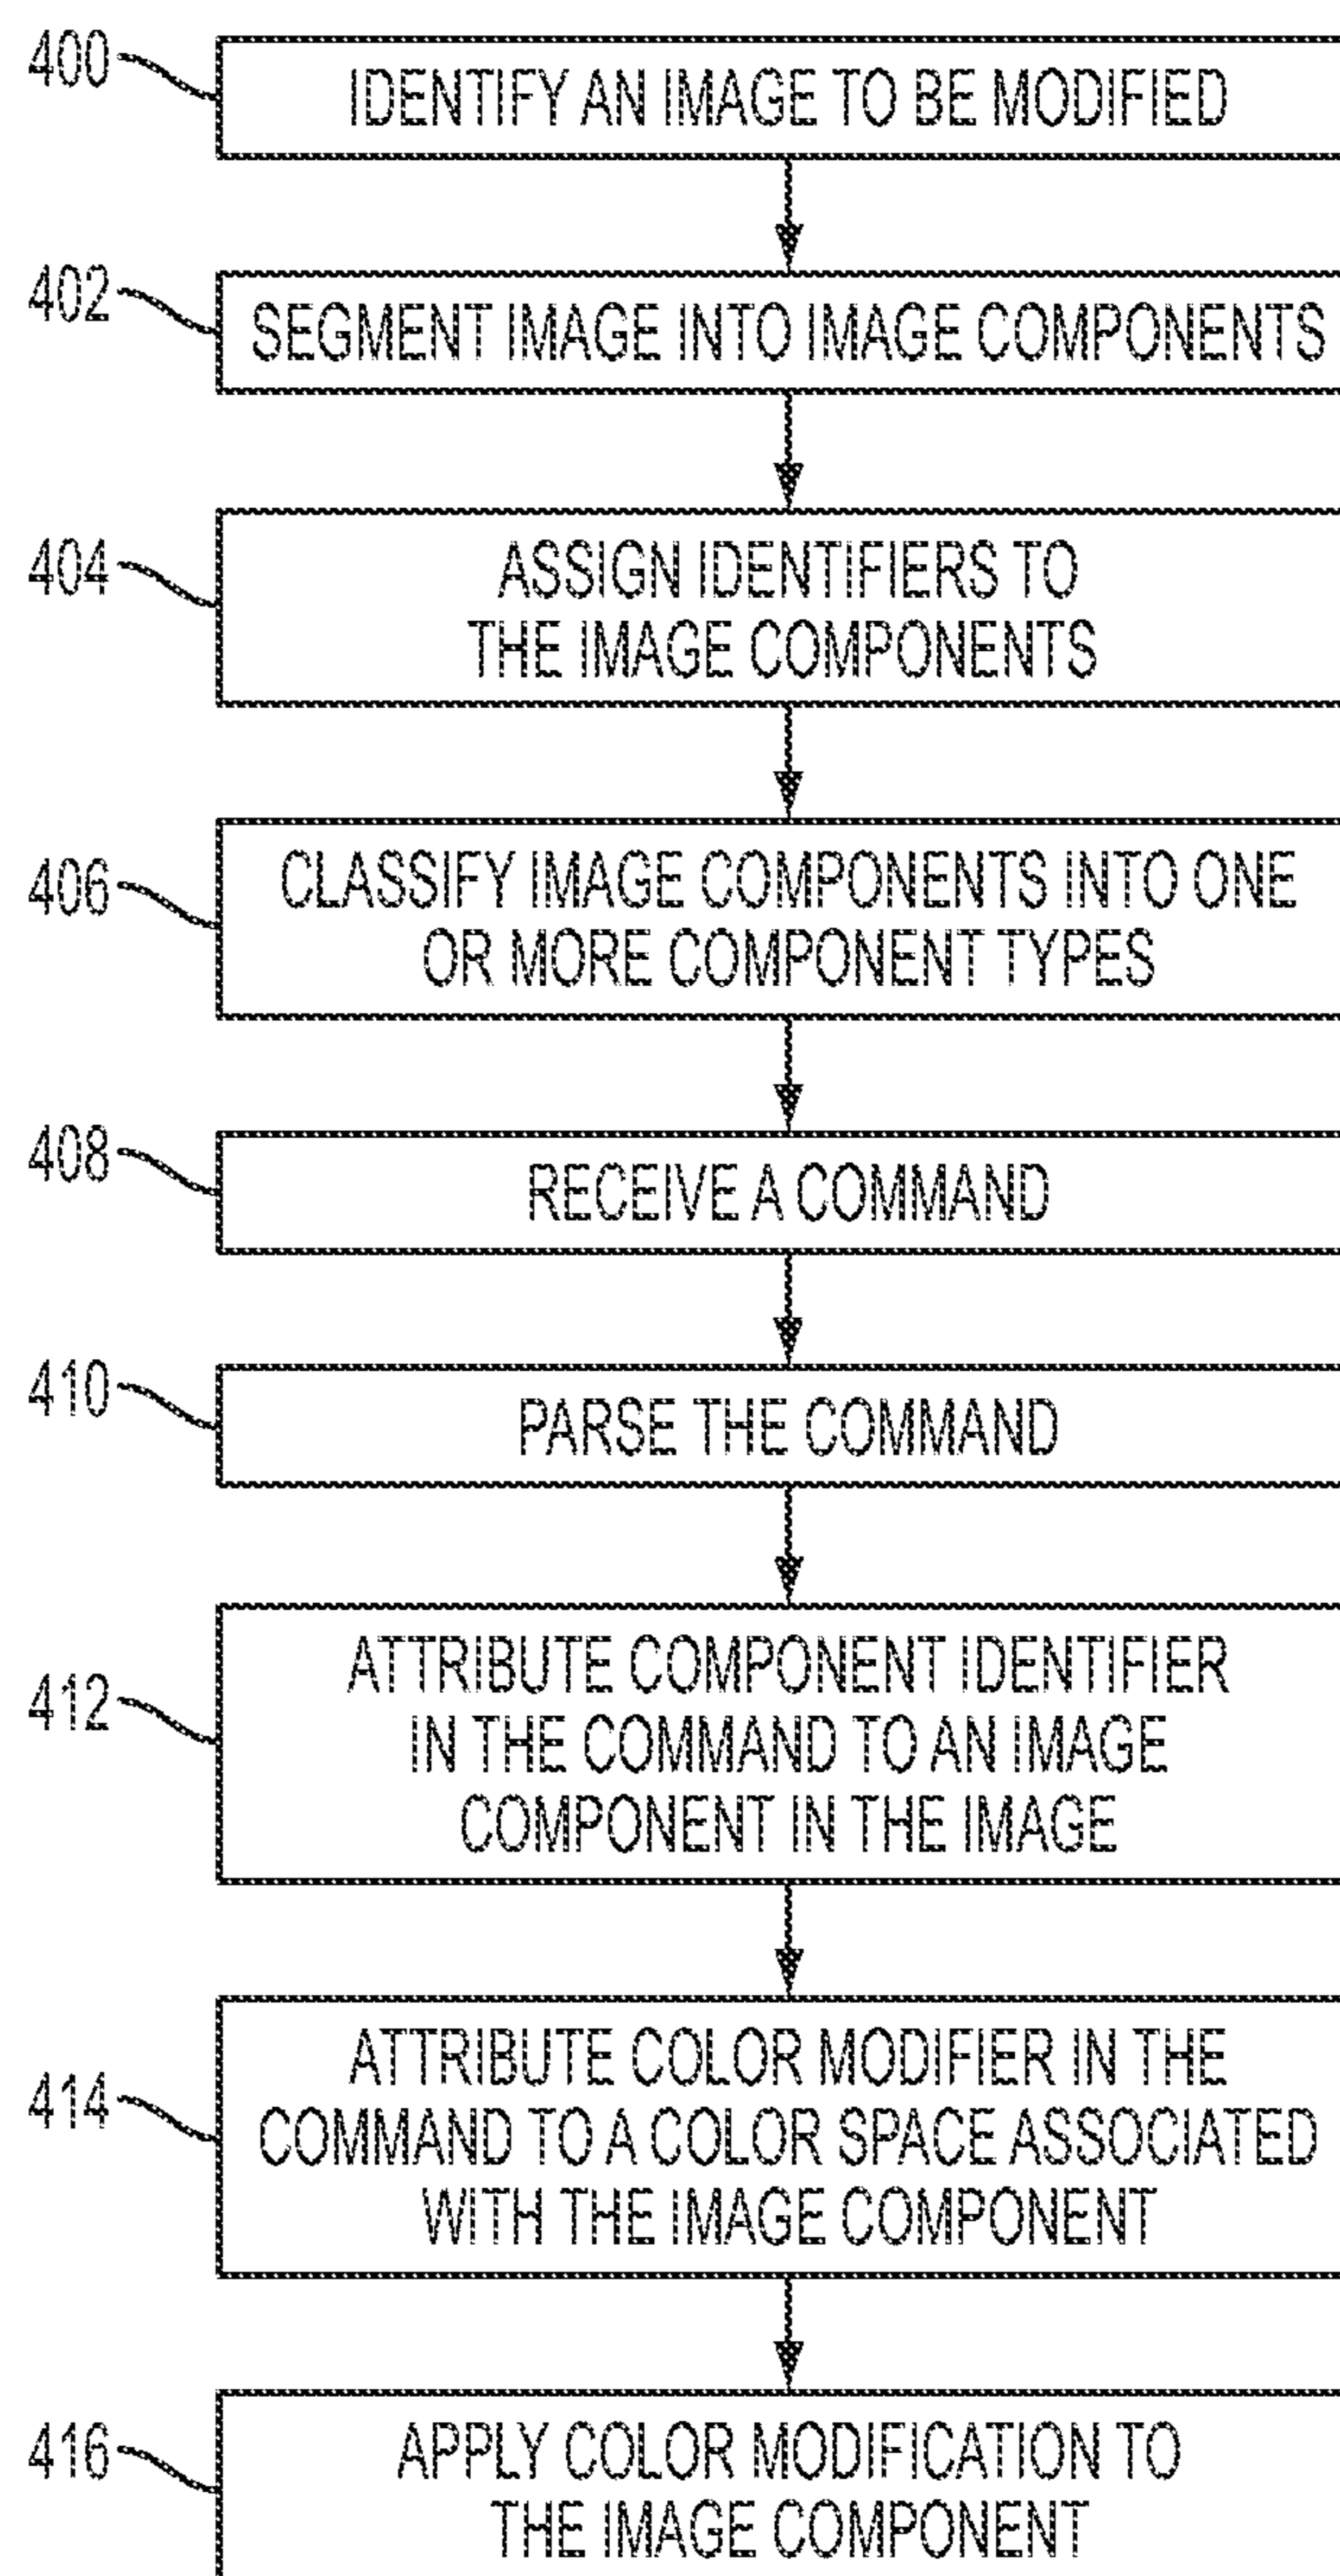 400
IDENTIFY AN IMAGE TO BE MODIFIED
402
SEGMENT IMAGE INTO IMAGE COMPONENTS
404
ASSIGN IDENTIFIERS TO
THE IMAGE COMPONENTS
406
CLASSIFY IMAGE COMPONENTS INTO ONE
OR MORE COMPONENT TYPES
408
RECEIVE A COMMAND
410
PARSE THE COMMAND
412
ATTRIBUTE COMPONENT IDENTIFIER
IN THE COMMAND TO AN IMAGE
COMPONENT IN THE IMAGE
414
ATTRIBUTE COLOR MODIFIER IN THE
COMMAND TO A COLOR SPACE ASSOCIATED
WITH THE IMAGE COMPONENT
416
APPLY COLOR MODIFICATION TO
THE IMAGE COMPONENT